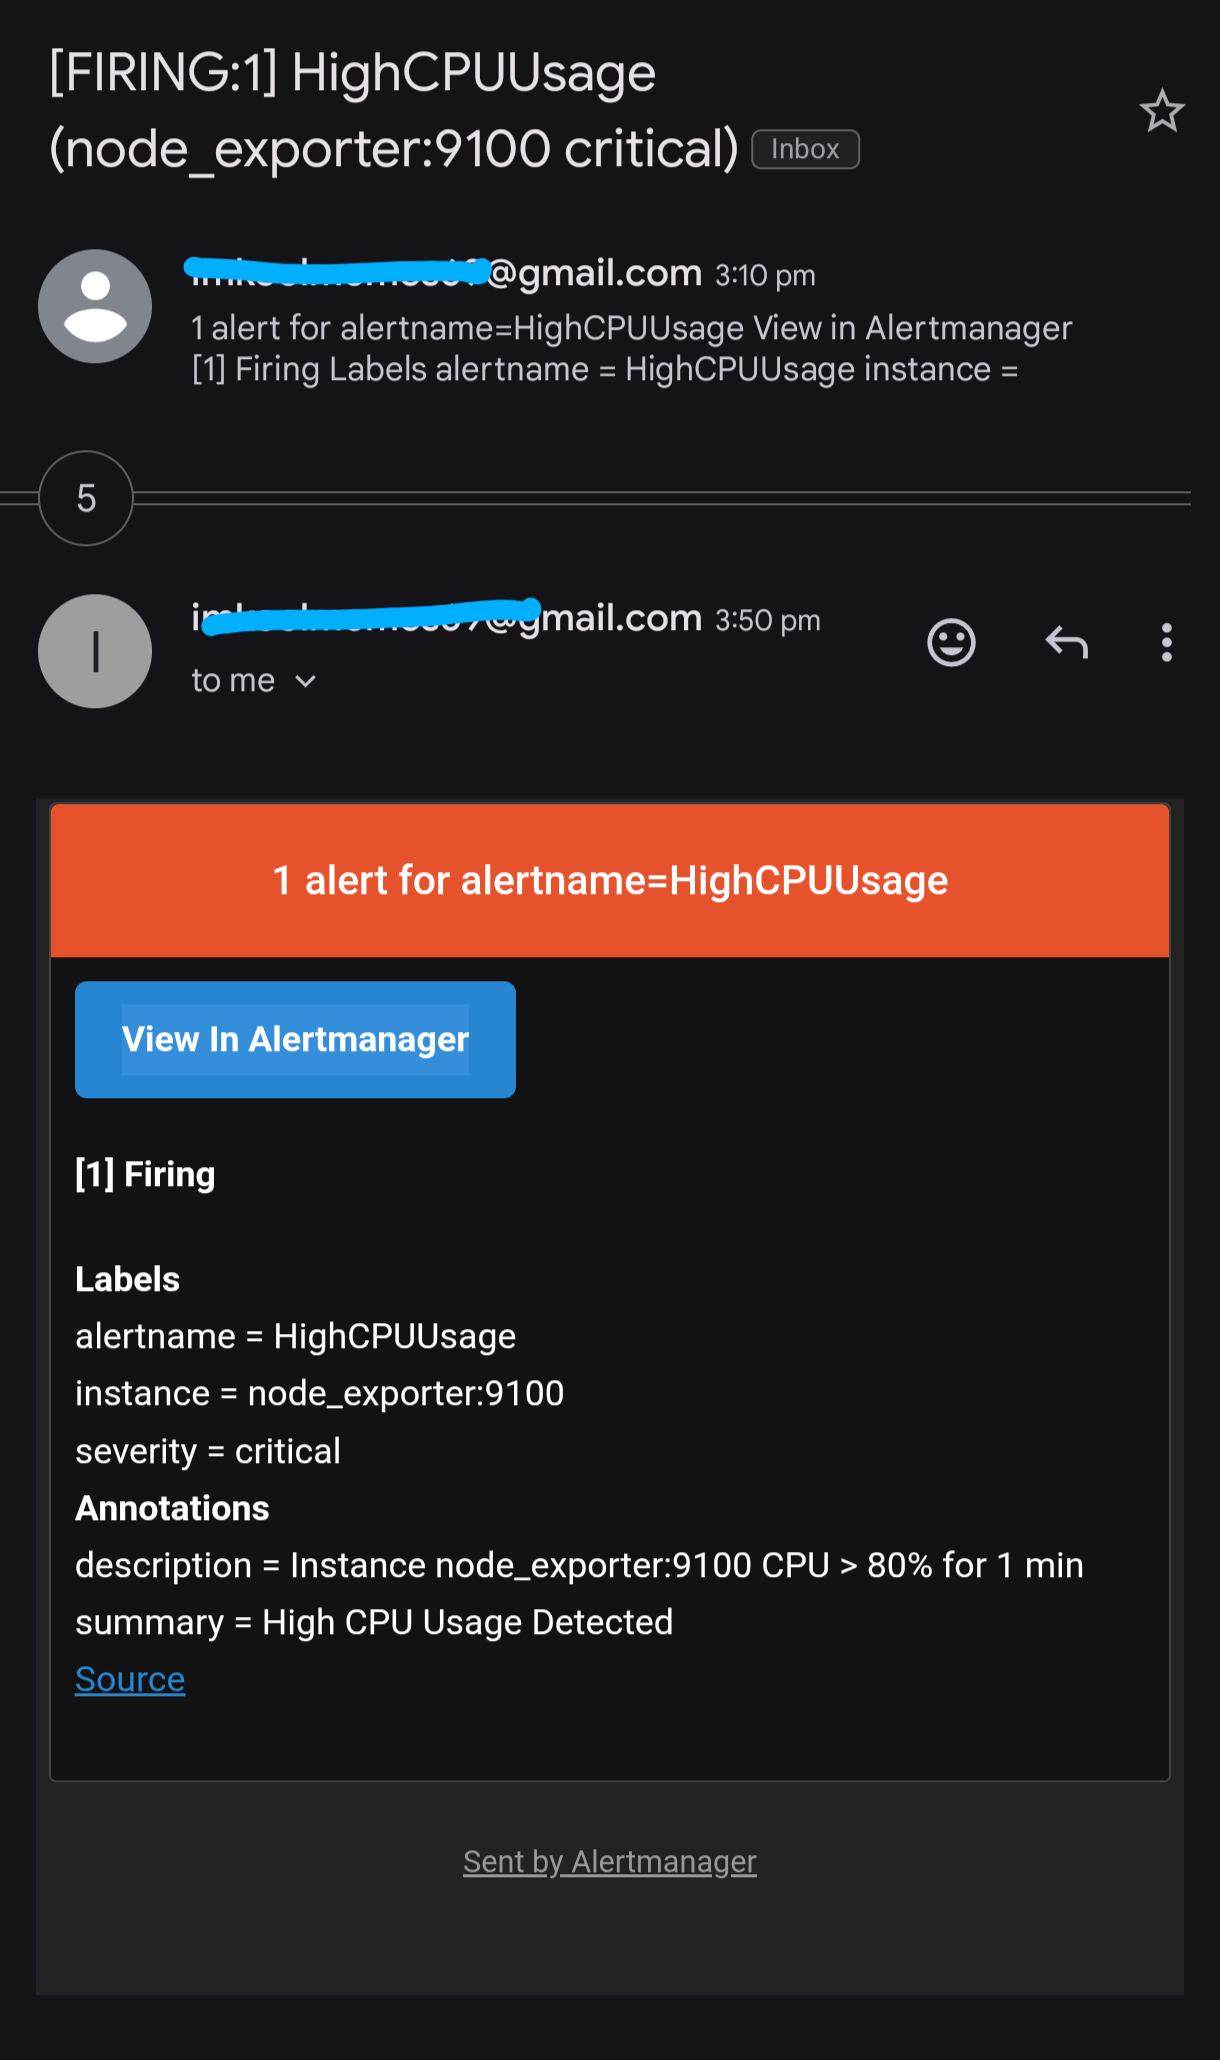 [FIRING:1] HighCPUUsage
(node_exporter:9100 critical) Inbox
@gmail.com 3:10 pm
1 alert for alertname=HighCPUUsage View in Alertmanager
[1] Firing Labels alertname = HighCPUUsage instance =
5
I
gmail.com 3:50 pm
to me
1 alert for alertname=HighCPUUsage
View In Alertmanager
[1] Firing
Labels
alertname = HighCPUUsage
instance = node_exporter:9100
severity = critical
Annotations
description = Instance node_exporter:9100 CPU > 80% for 1 min
summary = High CPU Usage Detected
Source
Sent by Alertmanager